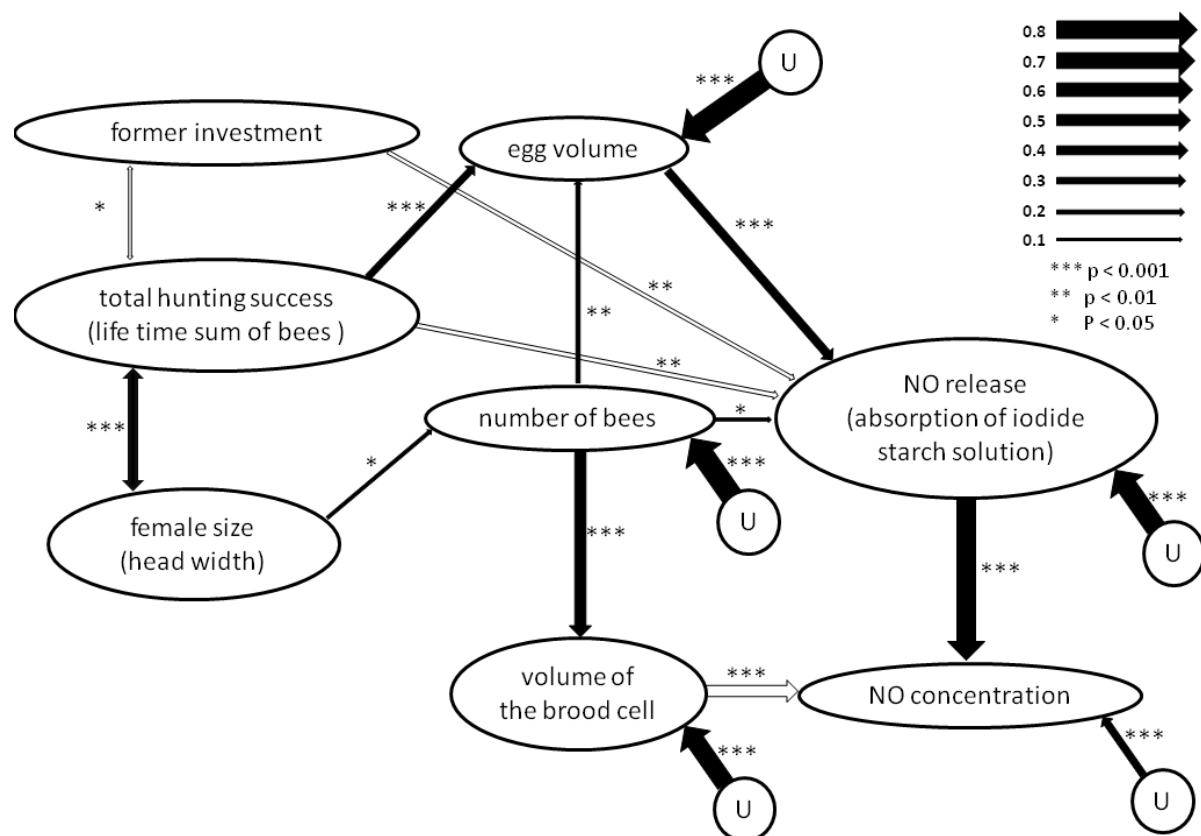 U
0.8
0.7
0.6
0.5
0.4
0.3
0.2
0.1
*** p < 0.001
** p < 0.01
* P < 0.05
***
former investment
egg volume
*
***
***
total hunting success
(life time sum of bees )
**
**
**
NO release
(absorption of iodide
starch solution)
***
number of bees
*
*
***
U
***
U
female size
(head width)
***
***
volume of
the brood cell
***
NO concentration
***
U
***
U